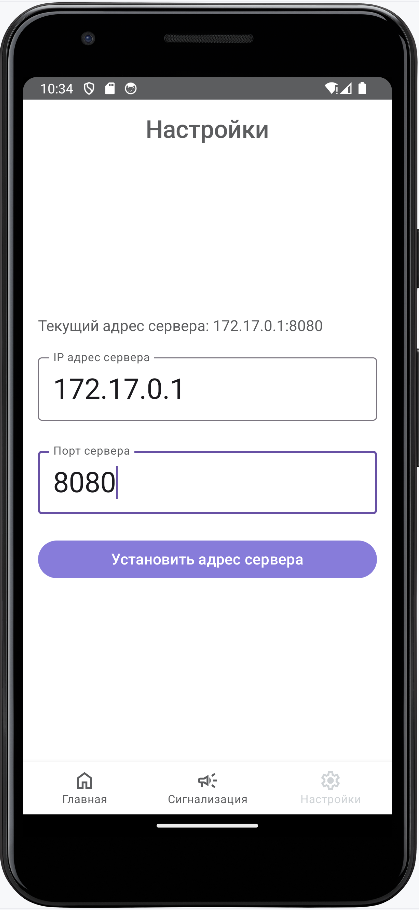 10:34
Настройки
Текущий адрес сервера: 172.17.0.1:8080
IP адрес сервера
172.17.0.1
Порт сервера
8080
Установить адрес сервера
Главная
Сигнализация
Настройки